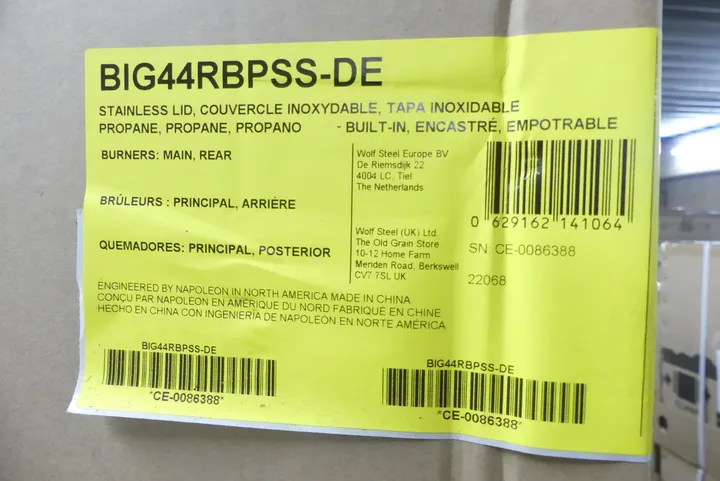 BIG44RBPSS-DE
STAINLESS LID, COUVERCLE INOXYDABLE, TAPA INOXIDABLE
PROPANE, PROPANE, PROPANO - BUILT-IN, ENCASTRÉ, EMPOTRABLE
BURNERS: MAIN, REAR
BRÛLEURS : PRINCIPAL, ARRIÈRE
QUEMADORES: PRINCIPAL, POSTERIOR
Wolf Steel Europe BV
De Riemsdijk 22
4004 LC, Tiel
The Netherlands
Wolf Steel (UK) Ltd.
The Old Grain Store
10-12 Home Farm
Meriden Road, Berkswell
CV7 7SL UK
0 629162 141064
SN: CE-0086388
22068
ENGINEERED BY NAPOLEON IN NORTH AMERICA MADE IN CHINA
CONÇU PAR NAPOLÉON EN AMÉRIQUE DU NORD FABRIQUÉ EN CHINE
HECHO EN CHINA CON INGENIERÍA DE NAPOLEÓN EN NORTE AMÉRICA
BIG44RBPSS-DE
*CE-0086388*
BIG44RBPSS-DE
*CE-0086388*